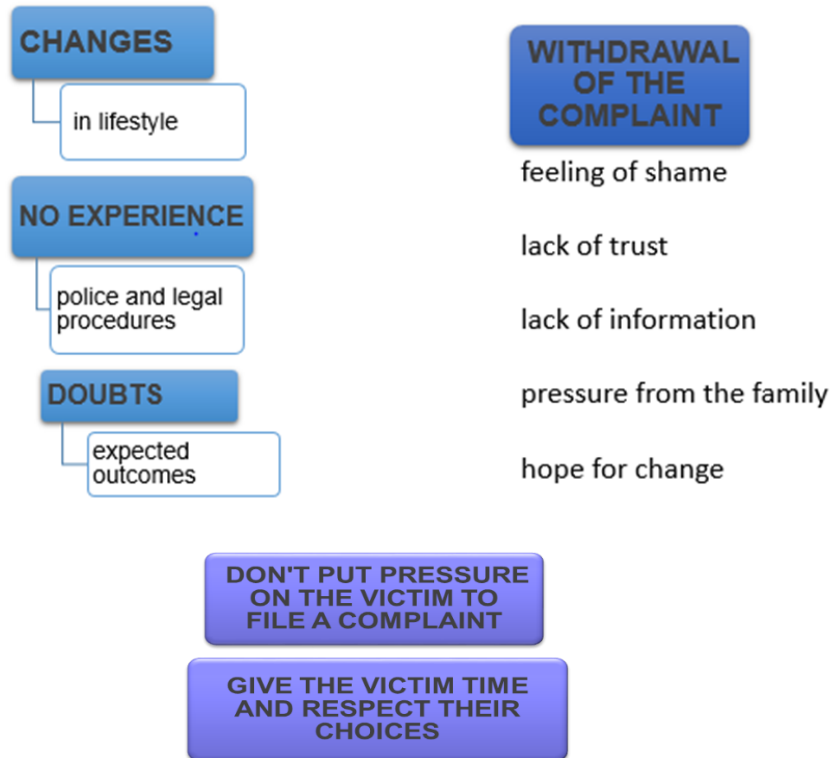 CHANGES
in lifestyle
NO EXPERIENCE
police and legal
procedures
DOUBTS
expected
outcomes
WITHDRAWAL
OF THE
COMPLAINT
feeling of shame
lack of trust
lack of information
pressure from the family
hope for change
DON'T PUT PRESSURE
ON THE VICTIM TO
FILE A COMPLAINT
GIVE THE VICTIM TIME
AND RESPECT THEIR
CHOICES